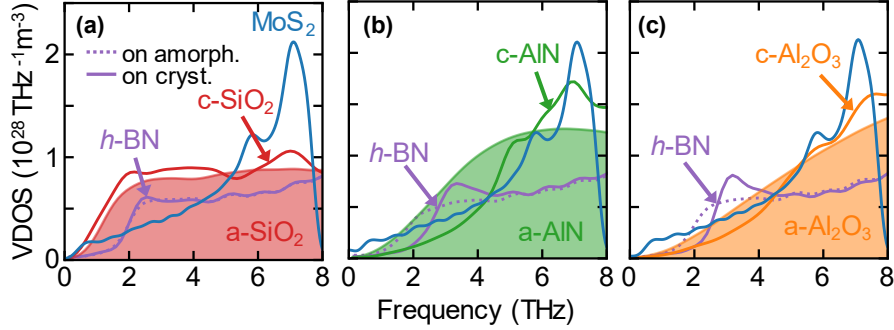 (a)
MoS₂
on amorph.
on cryst.
c-SiO₂
h-BN
a-SiO₂
(b)
c-AlN
h-BN
a-AlN
(c)
c-Al₂O₃
h-BN
a-Al₂O₃
VDOS (10²⁸ THz⁻¹m⁻³)
2
1
0
0 2 4 6 8
0 2 4 6 8
0 2 4 6 8
Frequency (THz)